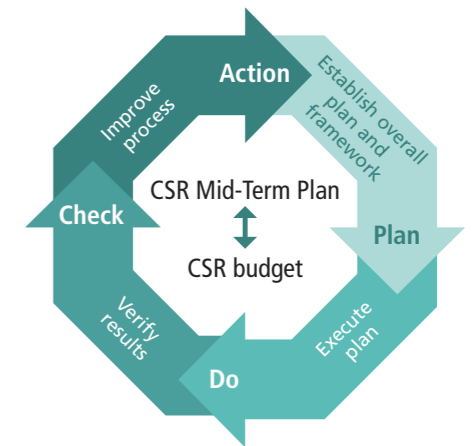 Action
Establish overall
plan and
framework
Plan
Execute
plan
Do
Verify
results
Check
Improve
process
CSR Mid-Term Plan
CSR budget